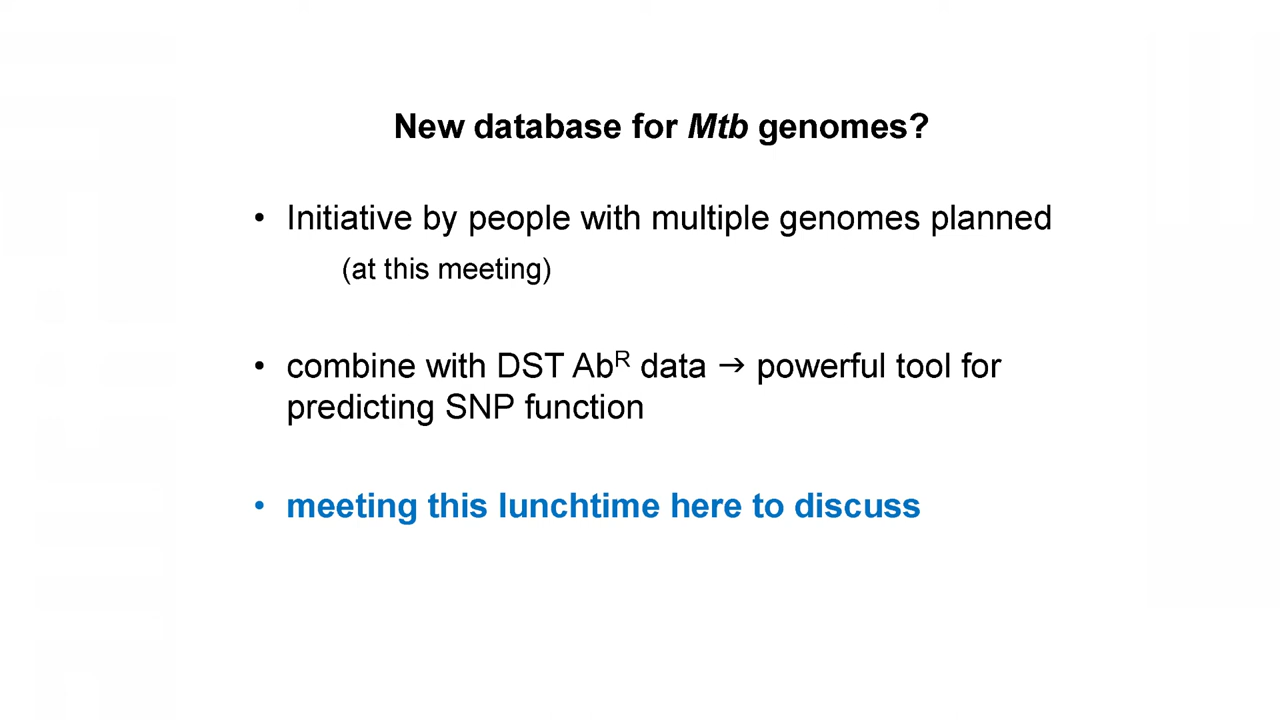 New database for Mtb genomes?
• Initiative by people with multiple genomes planned
(at this meeting)
• combine with DST Abᴿ data → powerful tool for
predicting SNP function
• meeting this lunchtime here to discuss